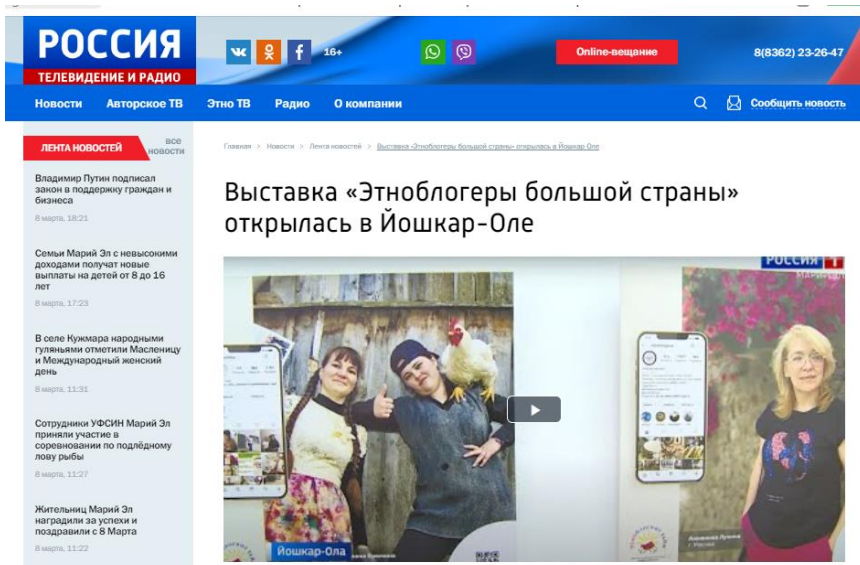 РОССИЯ
ТЕЛЕВИДЕНИЕ И РАДИО
16+
Online-вещание
8(8362) 23-26-47
Новости Авторское ТВ Этно ТВ Радио О компании
Сообщить новость
ЛЕНТА НОВОСТЕЙ
все
новости
Главная > Новости > Лента новостей > Выставка «Этноблогеры большой страны» открылась в Йошкар-Оле
Выставка «Этноблогеры большой страны»
открылась в Йошкар-Оле
Владимир Путин подписал
закон в поддержку граждан и
бизнеса
8 марта, 18:21
Семьи Марий Эл с невысокими
доходами получат новые
выплаты на детей от 8 до 16
лет
8 марта, 17:23
В селе Кужмара народными
гуляньями отметили Масленицу
и Международный женский
день
8 марта, 11:31
Сотрудники УФСИН Марий Эл
приняли участие в
соревновании по подлёдному
лову рыбы
8 марта, 11:27
Жительниц Марий Эл
наградили за успехи и
поздравили с 8 Марта
8 марта, 11:22
РОССИЯ 1
Йошкар-Ола